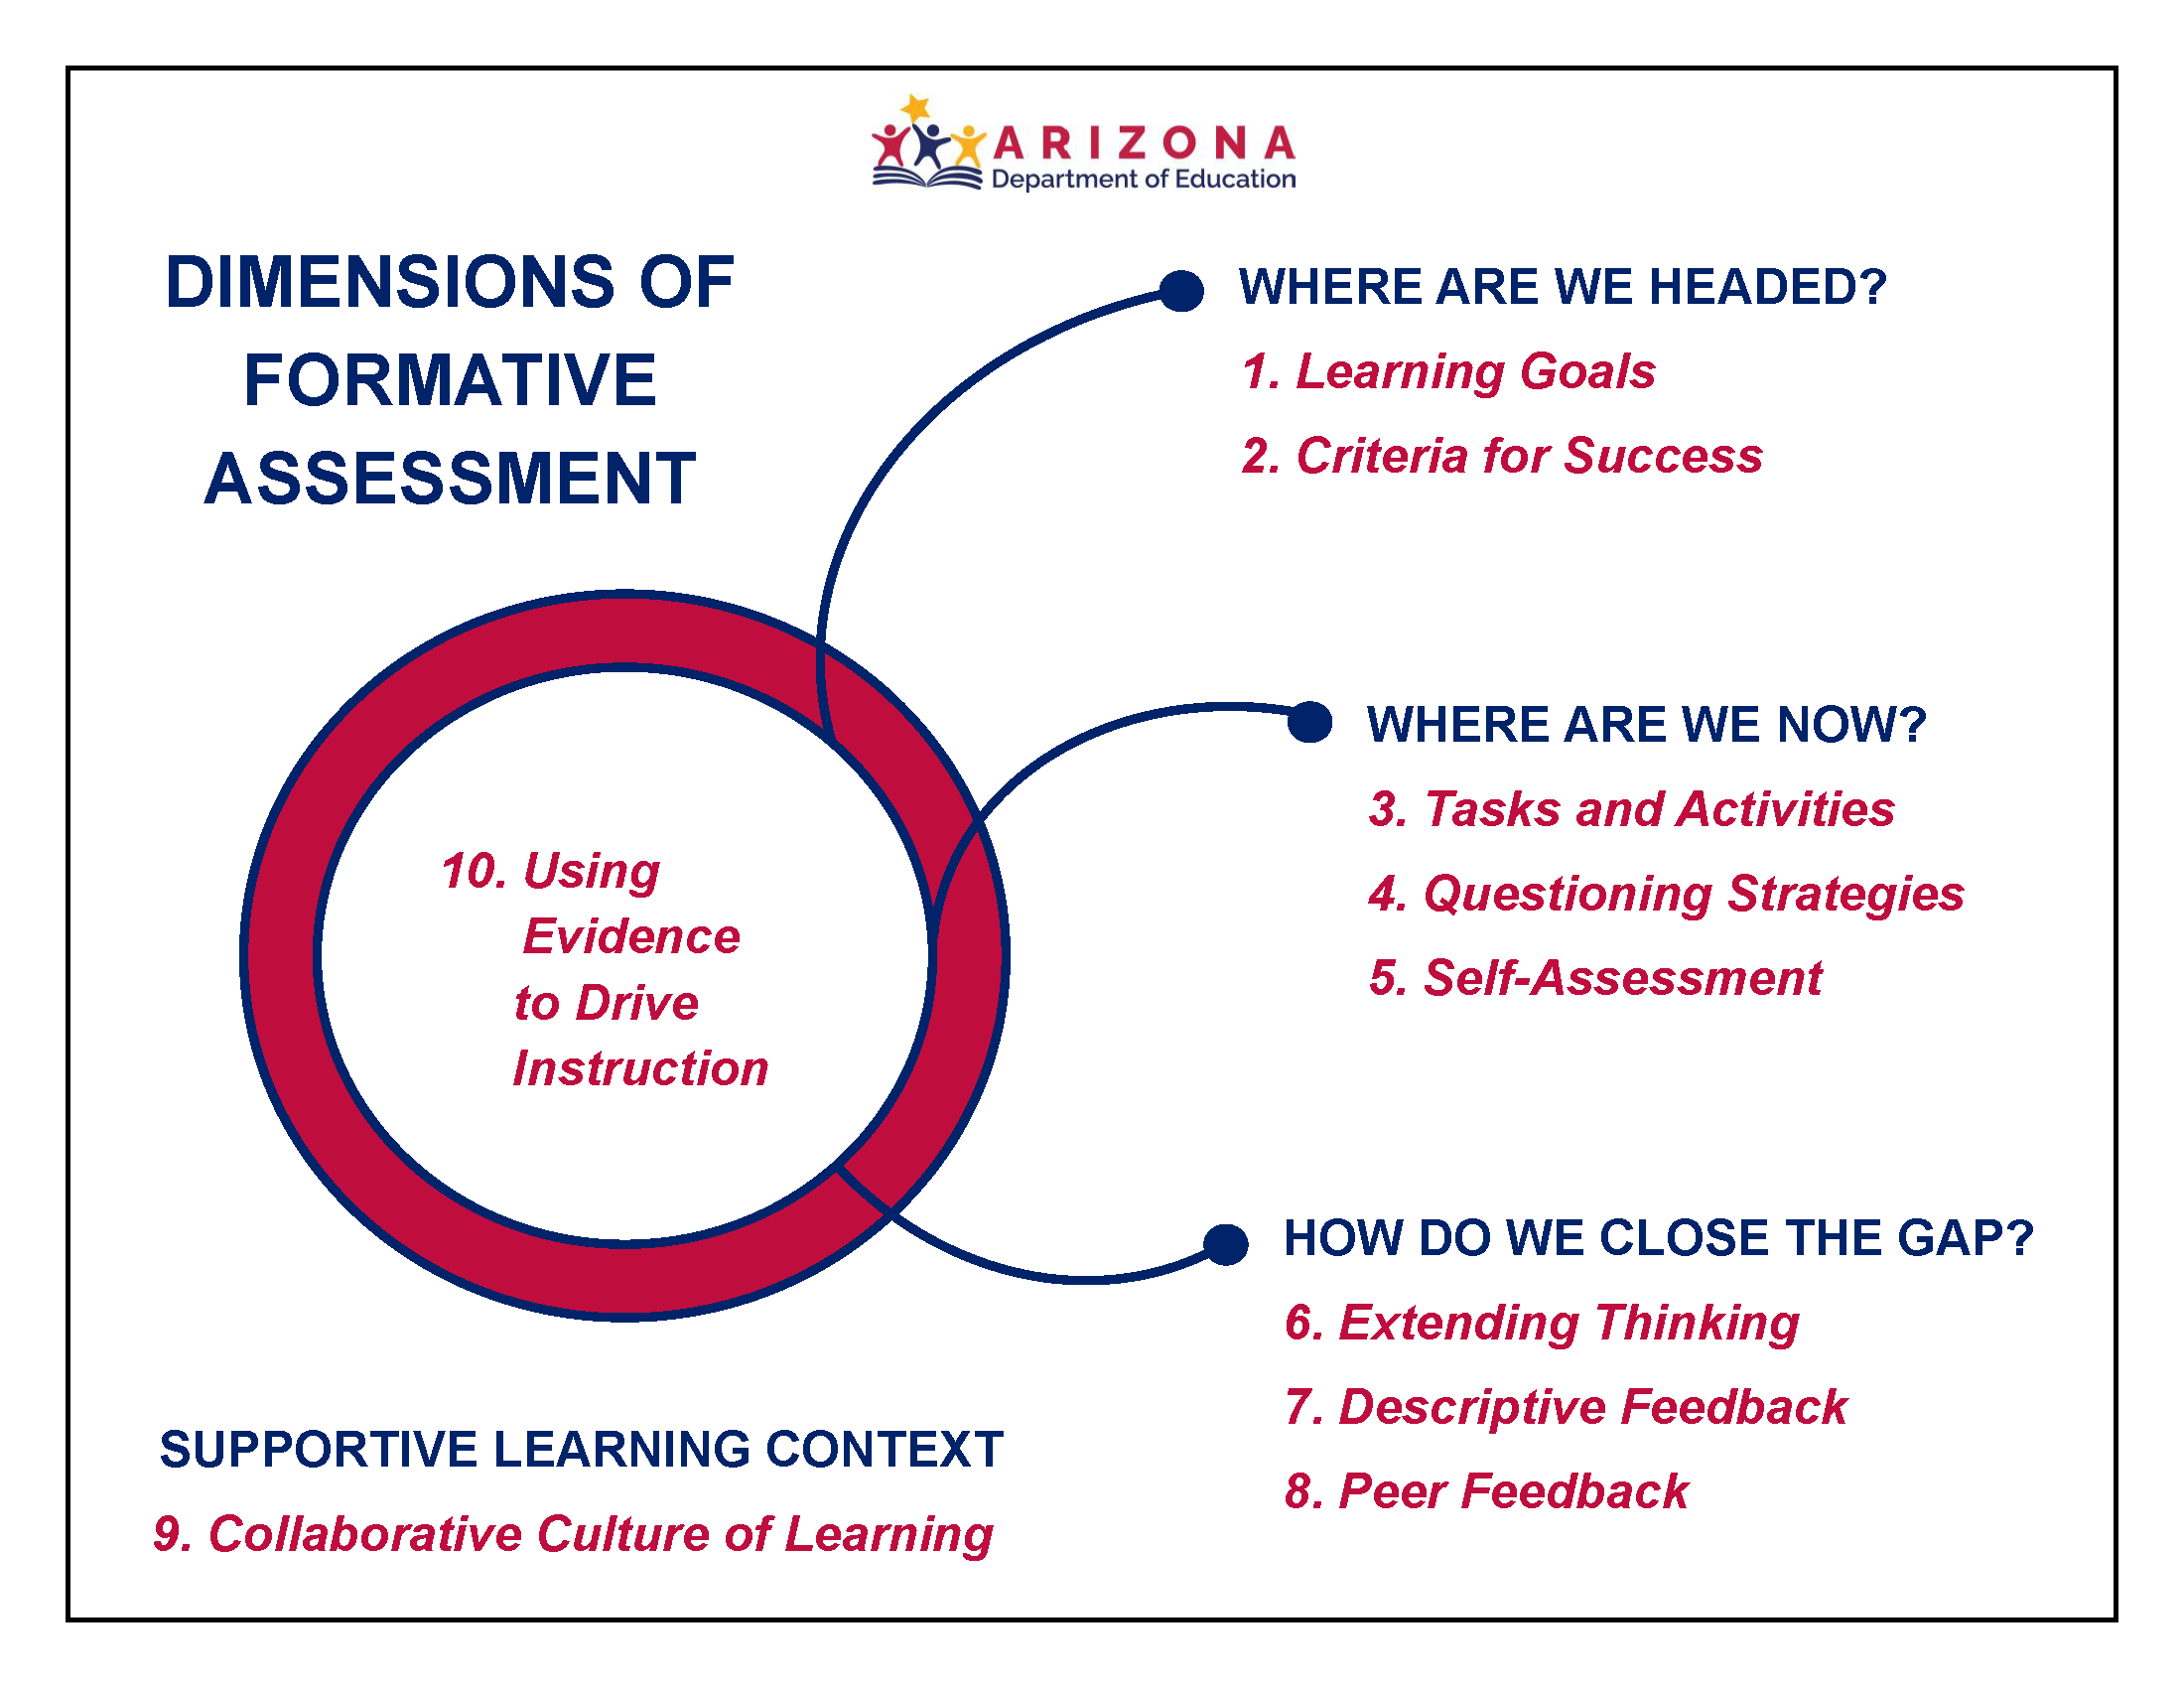 ARIZONA
Department of Education
DIMENSIONS OF
FORMATIVE
ASSESSMENT
WHERE ARE WE HEADED?
1. Learning Goals
2. Criteria for Success
WHERE ARE WE NOW?
3. Tasks and Activities
4. Questioning Strategies
5. Self-Assessment
10. Using
Evidence
to Drive
Instruction
HOW DO WE CLOSE THE GAP?
6. Extending Thinking
7. Descriptive Feedback
8. Peer Feedback
SUPPORTIVE LEARNING CONTEXT
9. Collaborative Culture of Learning